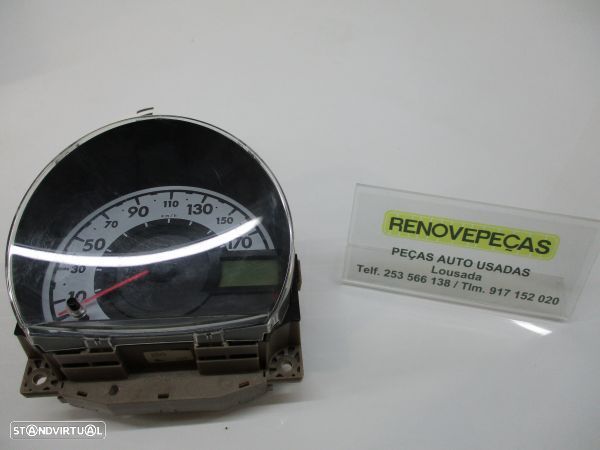 110
90
130
70
km/h
150
50
170
30
10
RENOVEPEÇAS
PEÇAS AUTO USADAS
Lousada
Telf. 253 566 138 / Tlm. 917 152 020
STANDVIRTUAL